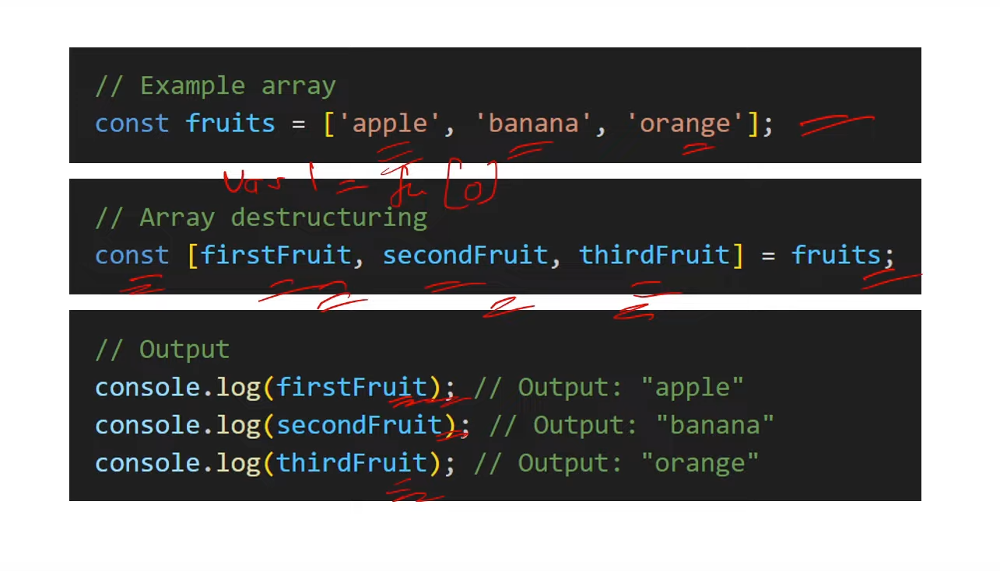 // Example array
const fruits = ['apple', 'banana', 'orange'];
var 1 = fu [0]
// Array destructuring
const [firstFruit, secondFruit, thirdFruit] = fruits;
// Output
console.log(firstFruit); // Output: "apple"
console.log(secondFruit); // Output: "banana"
console.log(thirdFruit); // Output: "orange"